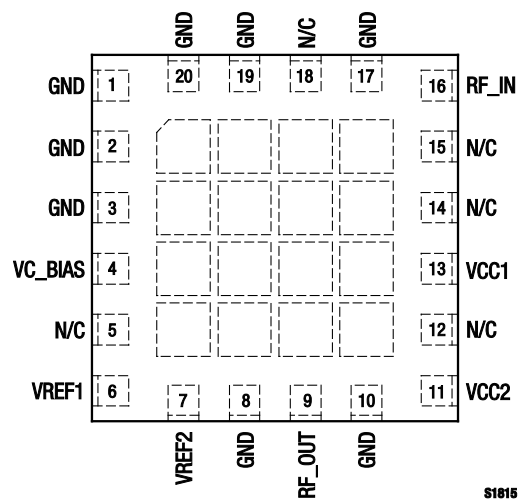 GND GND N/C GND
20 19 18 17
GND 1 16 RF_IN
GND 2 15 N/C
GND 3 14 N/C
VC_BIAS 4 13 VCC1
N/C 5 12 N/C
VREF1 6 11 VCC2
7 8 9 10
VREF2 GND RF_OUT GND
S1815